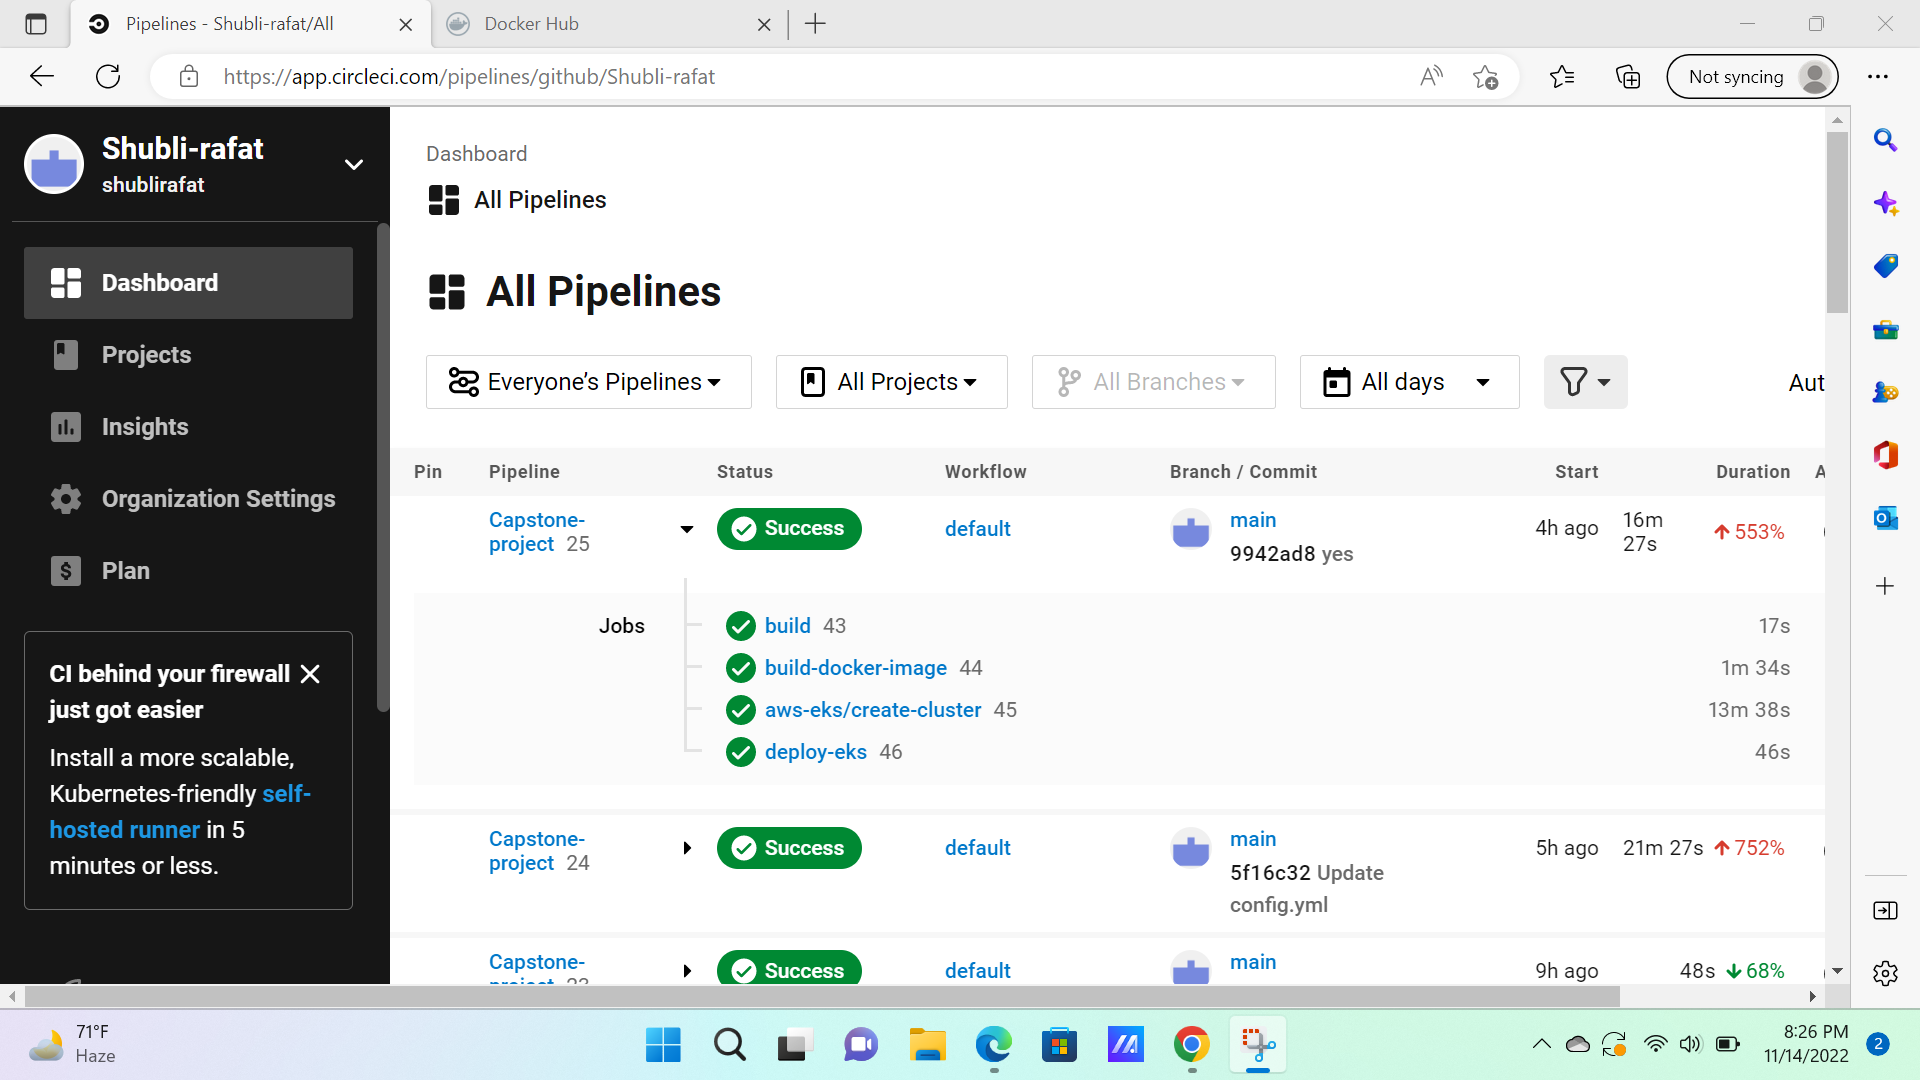 Pipelines - Shubli-rafat/All
Docker Hub
https://app.circleci.com/pipelines/github/Shubli-rafat
Not syncing
Shubli-rafat
shublirafat
Dashboard
Projects
Insights
Organization Settings
Plan
CI behind your firewall
just got easier
Install a more scalable,
Kubernetes-friendly self-
hosted runner in 5
minutes or less.
Dashboard
All Pipelines
All Pipelines
Everyone's Pipelines
All Projects
All Branches
All days
Aut
Pin Pipeline Status Workflow Branch / Commit Start Duration A
Capstone-
project 25
Success
default
main
9942ad8 yes
4h ago
16m
27s
553%
Jobs
build 43 17s
build-docker-image 44 1m 34s
aws-eks/create-cluster 45 13m 38s
deploy-eks 46 46s
Capstone-
project 24
Success
default
main
5f16c32 Update
config.yml
5h ago
21m 27s
752%
Capstone-
project 23
Success
default
main
9h ago
48s
68%
71°F
Haze
8:26 PM
11/14/2022
2